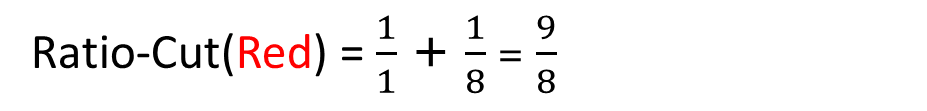 Ratio-Cut(Red) = 1/1 + 1/8 = 9/8